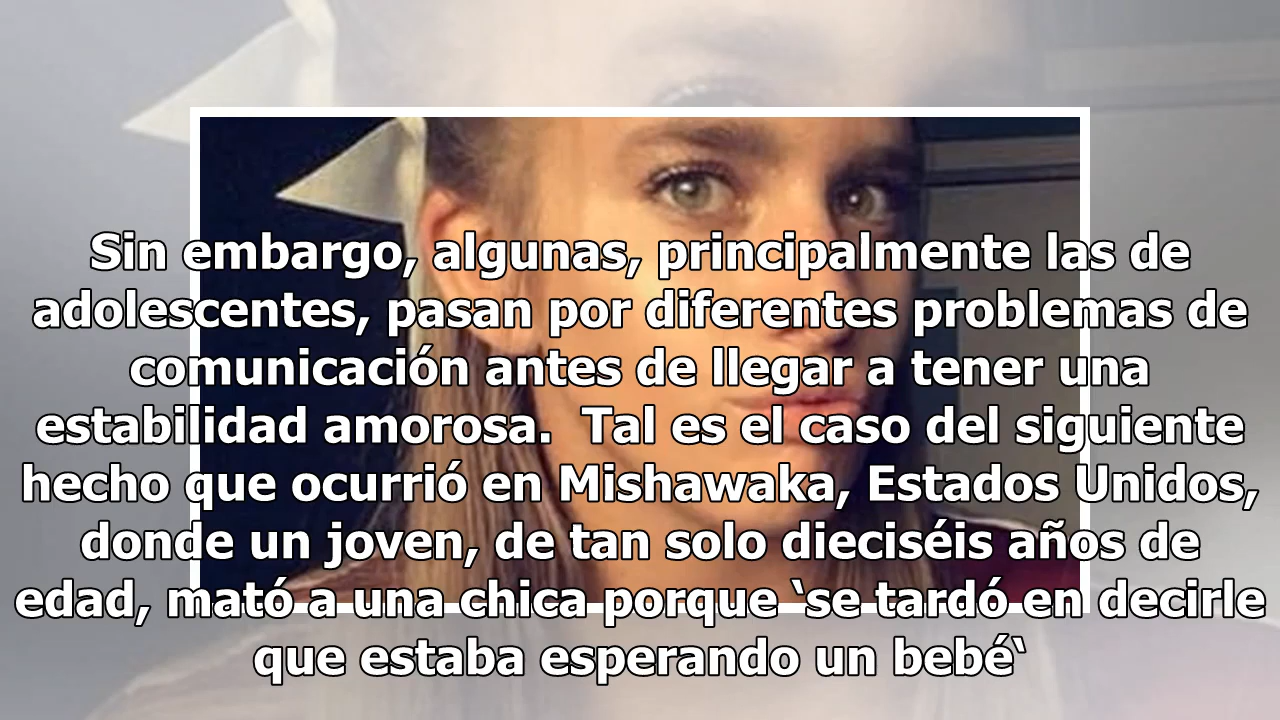 Sin embargo, algunas, principalmente las de
adolescentes, pasan por diferentes problemas de
comunicación antes de llegar a tener una
estabilidad amorosa.  Tal es el caso del siguiente
hecho que ocurrió en Mishawaka, Estados Unidos,
donde un joven, de tan solo dieciséis años de
edad, mató a una chica porque ‘se tardó en decirle
que estaba esperando un bebé‘